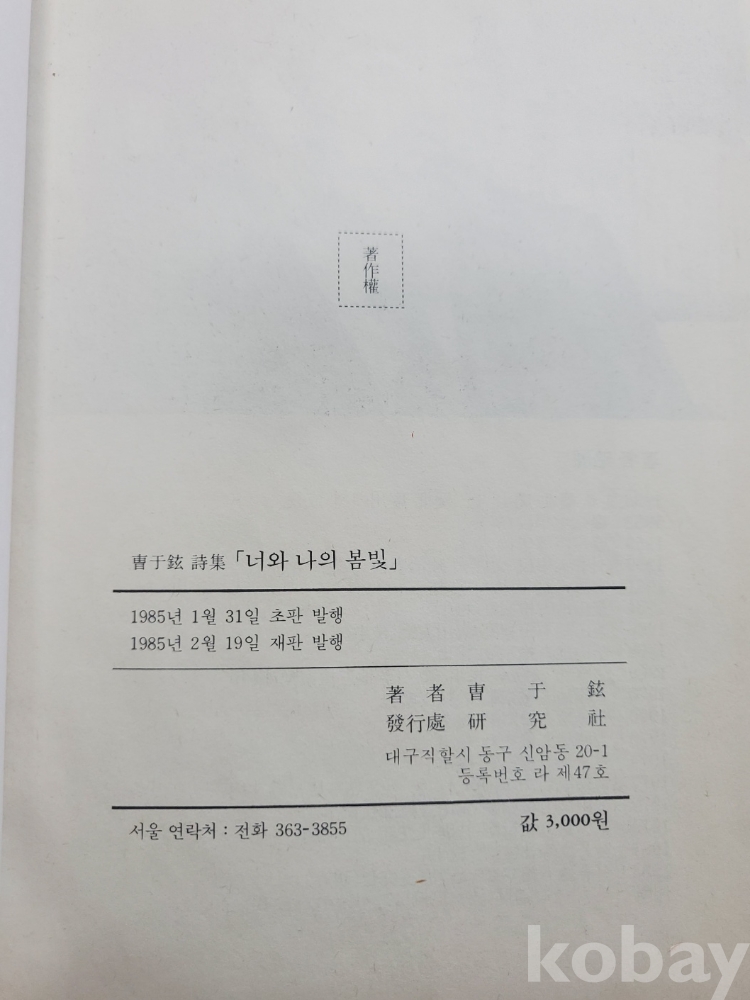 著作權
曺于鉉 詩集 「너와 나의 봄빛」
1985년 1월 31일 초판 발행
1985년 2월 19일 재판 발행
著 者 曺 于 鉉
發行處 研 究 社
대구직할시 동구 신암동 20-1
등록번호 라 제47호
서울 연락처 : 전화 363-3855
값 3,000원
kobay